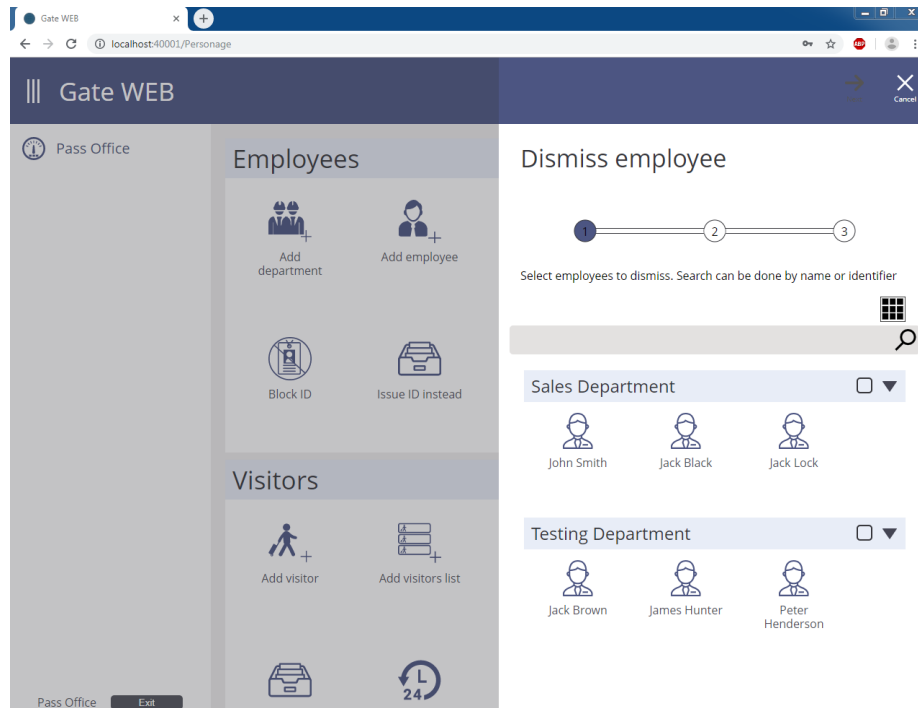 Gate WEB
localhost:40001/Personage
ABP
Gate WEB
Cancel
Pass Office
Employees
Add
department
Add employee
Block ID
Issue ID instead
Visitors
Add visitor
Add visitors list
24
Pass Office
Exit
Dismiss employee
1
2
3
Select employees to dismiss. Search can be done by name or identifier
Sales Department
John Smith
Jack Black
Jack Lock
Testing Department
Jack Brown
James Hunter
Peter
Henderson